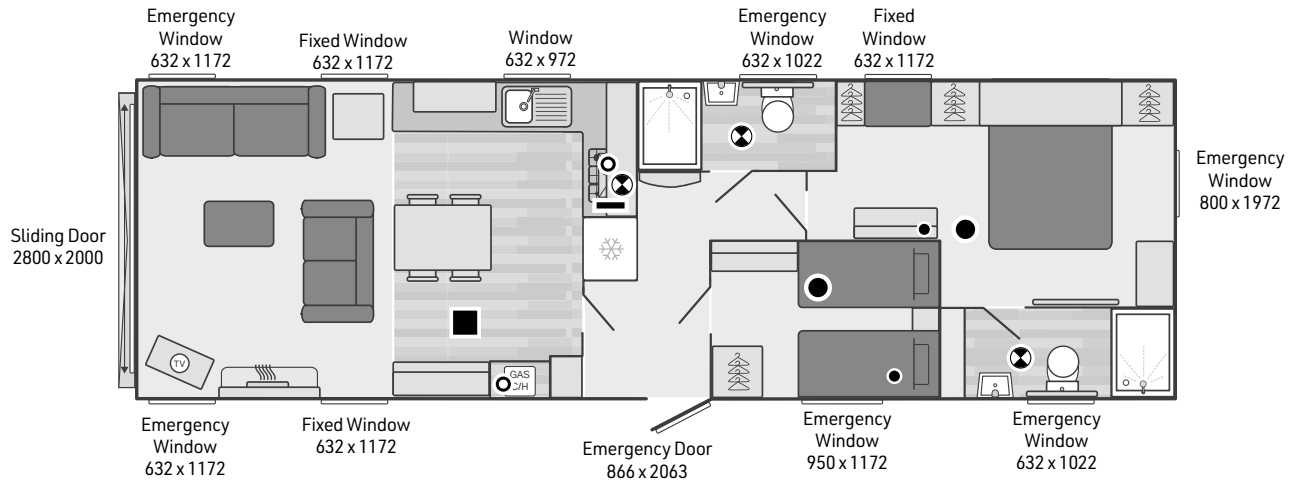 Emergency
Window
632 x 1172
Fixed Window
632 x 1172
Window
632 x 972
Emergency
Window
632 x 1022
Fixed
Window
632 x 1172
Emergency
Window
800 x 1972
Sliding Door
2800 x 2000
TV
GAS
C/H
Emergency
Window
632 x 1172
Fixed Window
632 x 1172
Emergency Door
866 x 2063
Emergency
Window
950 x 1172
Emergency
Window
632 x 1022